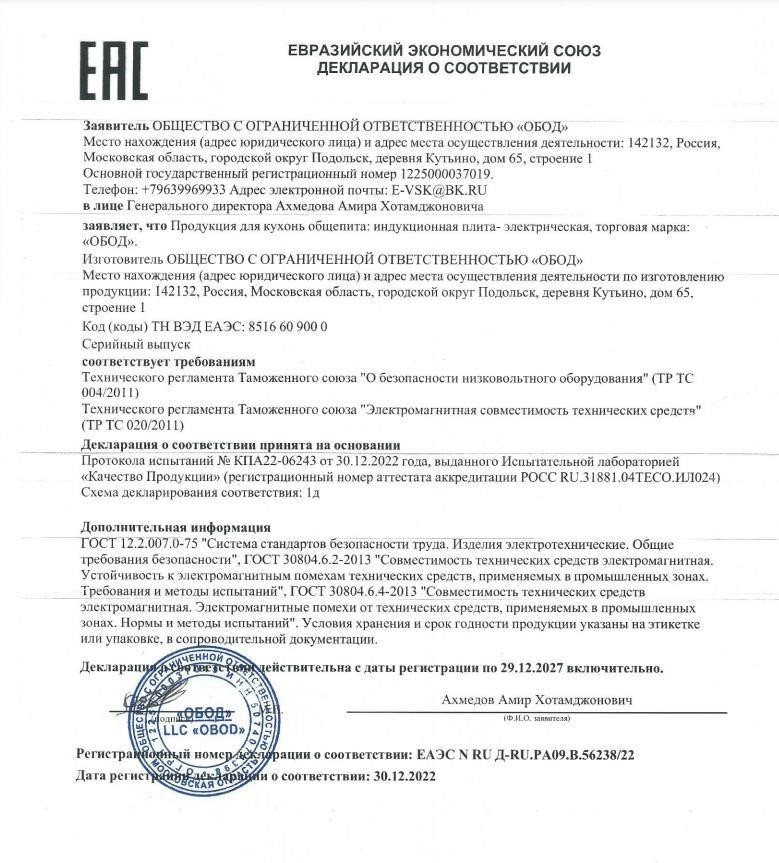 EAC
ЕВРАЗИЙСКИЙ ЭКОНОМИЧЕСКИЙ СОЮЗ
ДЕКЛАРАЦИЯ О СООТВЕТСТВИИ
Заявитель ОБЩЕСТВО С ОГРАНИЧЕННОЙ ОТВЕТСТВЕННОСТЬЮ «ОБОД»
Место нахождения (адрес юридического лица) и адрес места осуществления деятельности: 142132, Россия,
Московская область, городской округ Подольск, деревня Кутьино, дом 65, строение 1
Основной государственный регистрационный номер 1225000037019.
Телефон: +79639969933 Адрес электронной почты: E-VSK@BK.RU
в лице Генерального директора Ахмедова Амира Хотамджоновича
заявляет, что Продукция для кухонь общепита: индукционная плита- электрическая, торговая марка:
«ОБОД».
Изготовитель ОБЩЕСТВО С ОГРАНИЧЕННОЙ ОТВЕТСТВЕННОСТЬЮ «ОБОД»
Место нахождения (адрес юридического лица) и адрес места осуществления деятельности по изготовлению
продукции: 142132, Россия, Московская область, городской округ Подольск, деревня Кутьино, дом 65,
строение 1
Код (коды) ТН ВЭД ЕАЭС: 8516 60 900 0
Серийный выпуск
соответствует требованиям
Технического регламента Таможенного союза "О безопасности низковольтного оборудования" (ТР ТС
004/2011)
Технического регламента Таможенного союза "Электромагнитная совместимость технических средств"
(ТР ТС 020/2011)
Декларация о соответствии принята на основании
Протокола испытаний № КПА22-06243 от 30.12.2022 года, выданного Испытательной лабораторией
«Качество Продукции» (регистрационный номер аттестата аккредитации РОСС RU.31881.04ТЕСО.ИЛ024)
Схема декларирования соответствия: 1д
Дополнительная информация
ГОСТ 12.2.007.0-75 "Система стандартов безопасности труда. Изделия электротехнические. Общие
требования безопасности", ГОСТ 30804.6.2-2013 "Совместимость технических средств электромагнитная.
Устойчивость к электромагнитным помехам технических средств, применяемых в промышленных зонах.
Требования и методы испытаний", ГОСТ 30804.6.4-2013 "Совместимость технических средств
электромагнитная. Электромагнитные помехи от технических средств, применяемых в промышленных
зонах. Нормы и методы испытаний". Условия хранения и срок годности продукции указаны на этикетке
или упаковке, в сопроводительной документации.
Декларация о соответствии действительна с даты регистрации по 29.12.2027 включительно.
Ахмедов Амир Хотамджонович
(подпись)
(Ф.И.О. заявителя)
«ОБОД»
LLC «OBOD»
ОБЩЕСТВО С ОГРАНИЧЕННОЙ ОТВЕТСТВЕННОСТЬЮ
МОСКОВСКАЯ ОБЛАСТЬ
Регистрационный номер декларации о соответствии: ЕАЭС N RU Д-RU.РА09.В.56238/22
Дата регистрации декларации о соответствии: 30.12.2022